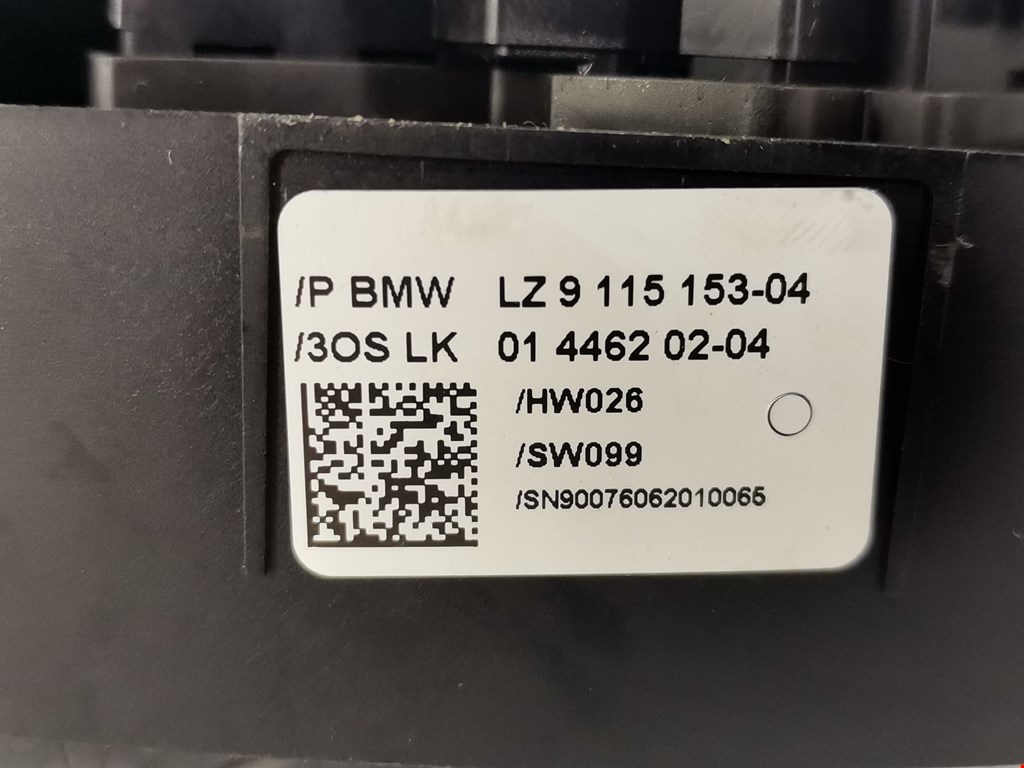 /P BMW LZ 9 115 153-04
/3OS LK 01 4462 02-04
/HW026
/SW099
/SN90076062010065